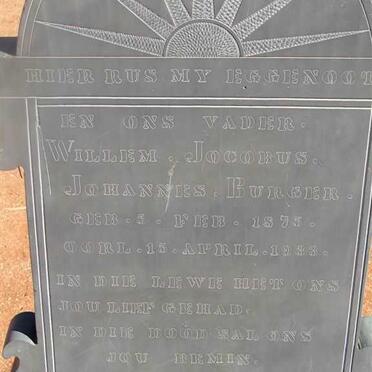 HIER RUS MY EGGENOOT
EN ONS VADER.
WILLEM. JOCOBUS.
JOHANNES. BURGER.
GEB. 5. FEB. 1875.
OORL. 15. APRIL. 1933.
IN DIE LEWE HET ONS
JOU LIEF GEHAD.
IN DIE DOOD SAL ONS
JOU BEMIN.